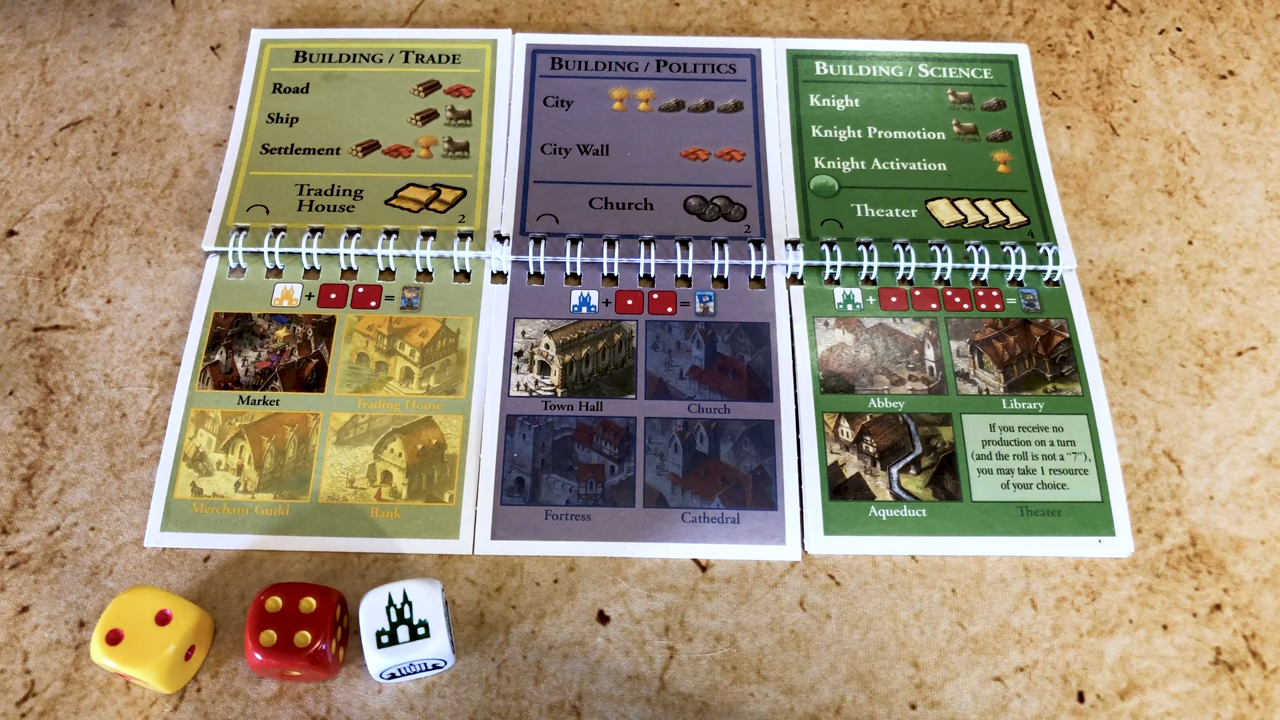 BUILDING / TRADE
Road
Ship
Settlement
Trading
House
2
Market
Trading House
Merchant Guild
Bank
BUILDING / POLITICS
City
City Wall
Church
2
Town Hall
Church
Fortress
Cathedral
BUILDING / SCIENCE
Knight
Knight Promotion
Knight Activation
Theater
4
Abbey
Library
Aqueduct
If you receive no
production on a turn
(and the roll is not a “7”),
you may take 1 resource
of your choice.
Theater
+ =
+ =
+ =